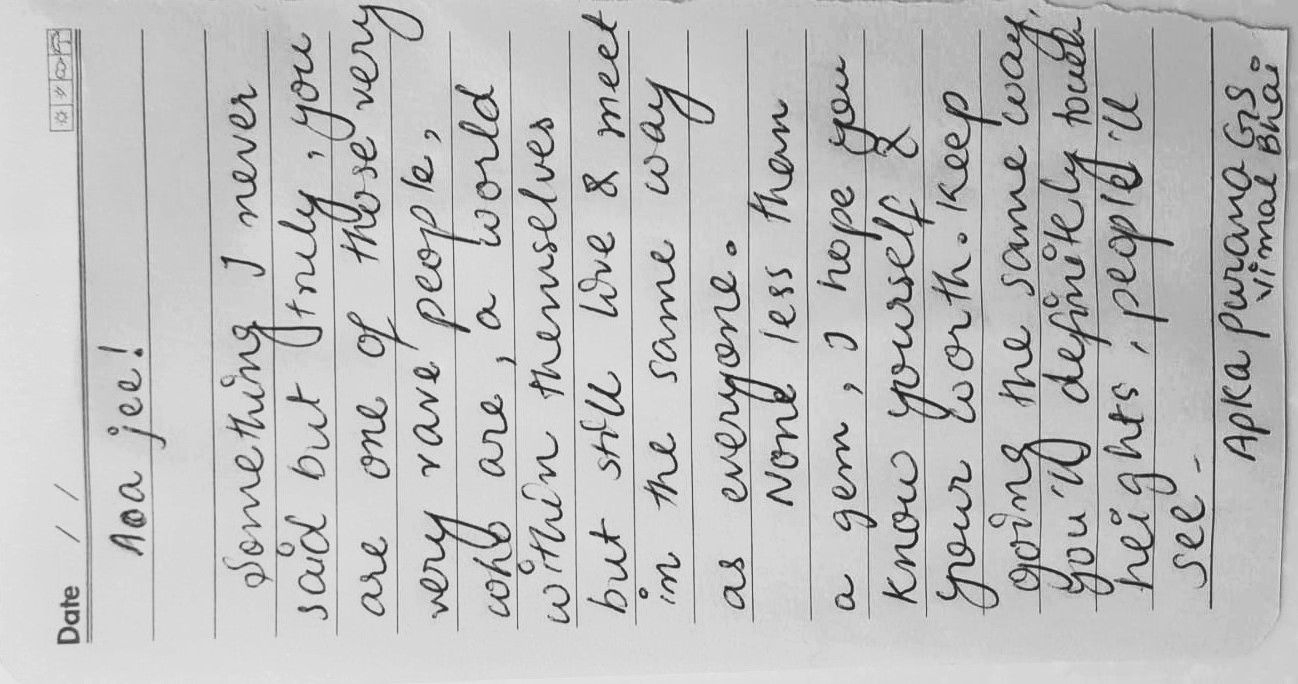 Date / /
Aoa jee!
Something I never
said but truly, you
are one of those very
very rare people,
who are, a world
within themselves
but still live & meet
in the same way
as everyone.
None less than
a gem, I hope you
know yourself &
your worth. Keep
going the same way,
you'll definitely touch
heights, people'll
see -
Apka purana GS
Vimal Bhai